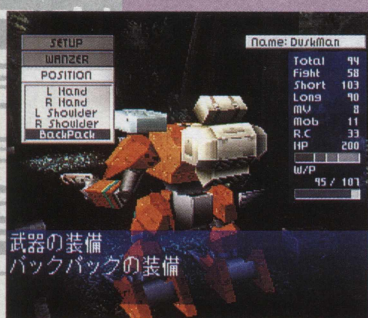 SETUP
WANZER
POSITION
L Hand
R Hand
L Shoulder
R Shoulder
BackPack
Name: DuskMan
Total 94
Fight 58
Short 103
Long 90
MV 8
Mob 11
R.C 33
HP 200
W/P
95 / 107
武器の装備
バックパックの装備